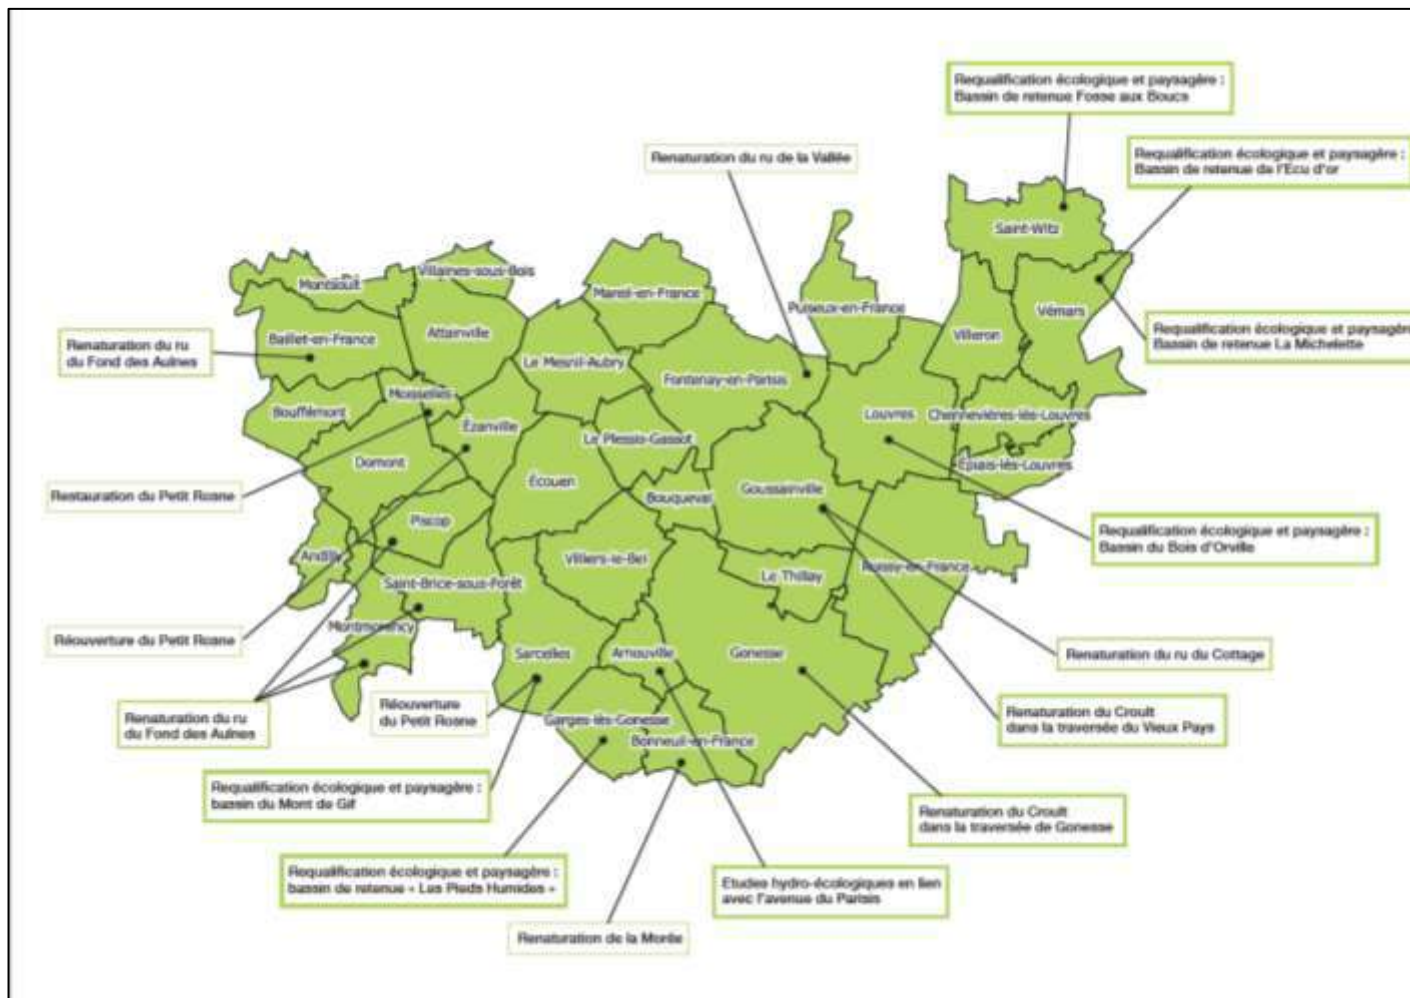 Requalification écologique et paysagère :
Bassin de retenue Fosse aux Boucs
Renaturation du ru de la Vallée
Requalification écologique et paysagère :
Bassin de retenue de l'Ecu d'or
Saint-Witz
Villaines-sous-Bois
Montsoult
Mareil-en-France
Puiseux-en-France
Vémars
Villeron
Requalification écologique et paysagère
Bassin de retenue La Michelette
Renaturation du ru
du Fond des Aulnes
Baillet-en-France
Attainville
Le Mesnil-Aubry
Fontenay-en-Parisis
Moisselles
Bouffémont
Ézanville
Louvres
Chennevières-lès-Louvres
Le Plessis-Gassot
Domont
Épiais-lès-Louvres
Écouen
Bouqueval
Goussainville
Restauration du Petit Rosne
Piscop
Requalification écologique et paysagère :
Bassin du Bois d'Orville
Andilly
Villiers-le-Bel
Roissy-en-France
Le Thillay
Saint-Brice-sous-Forêt
Montmorency
Réouverture du Petit Rosne
Sarcelles
Arnouville
Gonesse
Renaturation du ru du Cottage
Renaturation du ru
du Fond des Aulnes
Réouverture
du Petit Rosne
Garges-lès-Gonesse
Bonneuil-en-France
Renaturation du Croult
dans la traversée du Vieux Pays
Requalification écologique et paysagère :
bassin du Mont de Gif
Renaturation du Croult
dans la traversée de Gonesse
Requalification écologique et paysagère :
bassin de retenue « Les Pieds Humides »
Etudes hydro-écologiques en lien
avec l'avenue du Parisis
Renaturation de la Morée